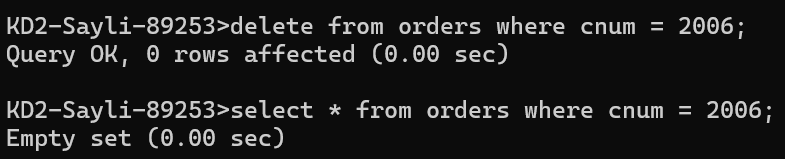 KD2-Sayli-89253>delete from orders where cnum = 2006;
Query OK, 0 rows affected (0.00 sec)
KD2-Sayli-89253>select * from orders where cnum = 2006;
Empty set (0.00 sec)